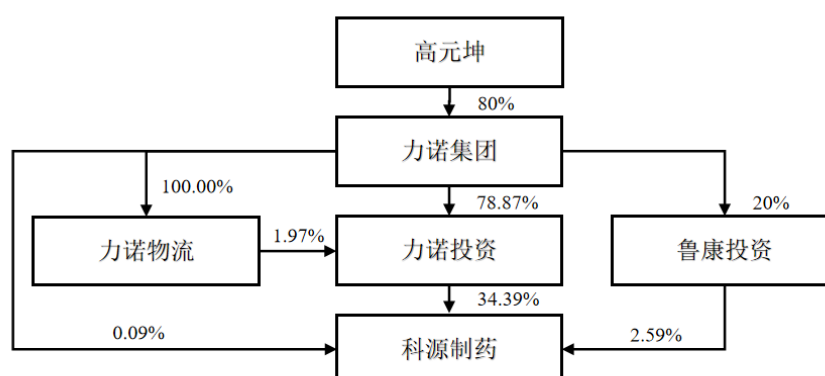 高元坤
80%
力诺集团
100.00%
78.87%
20%
力诺物流
1.97%
力诺投资
鲁康投资
34.39%
0.09%
科源制药
2.59%